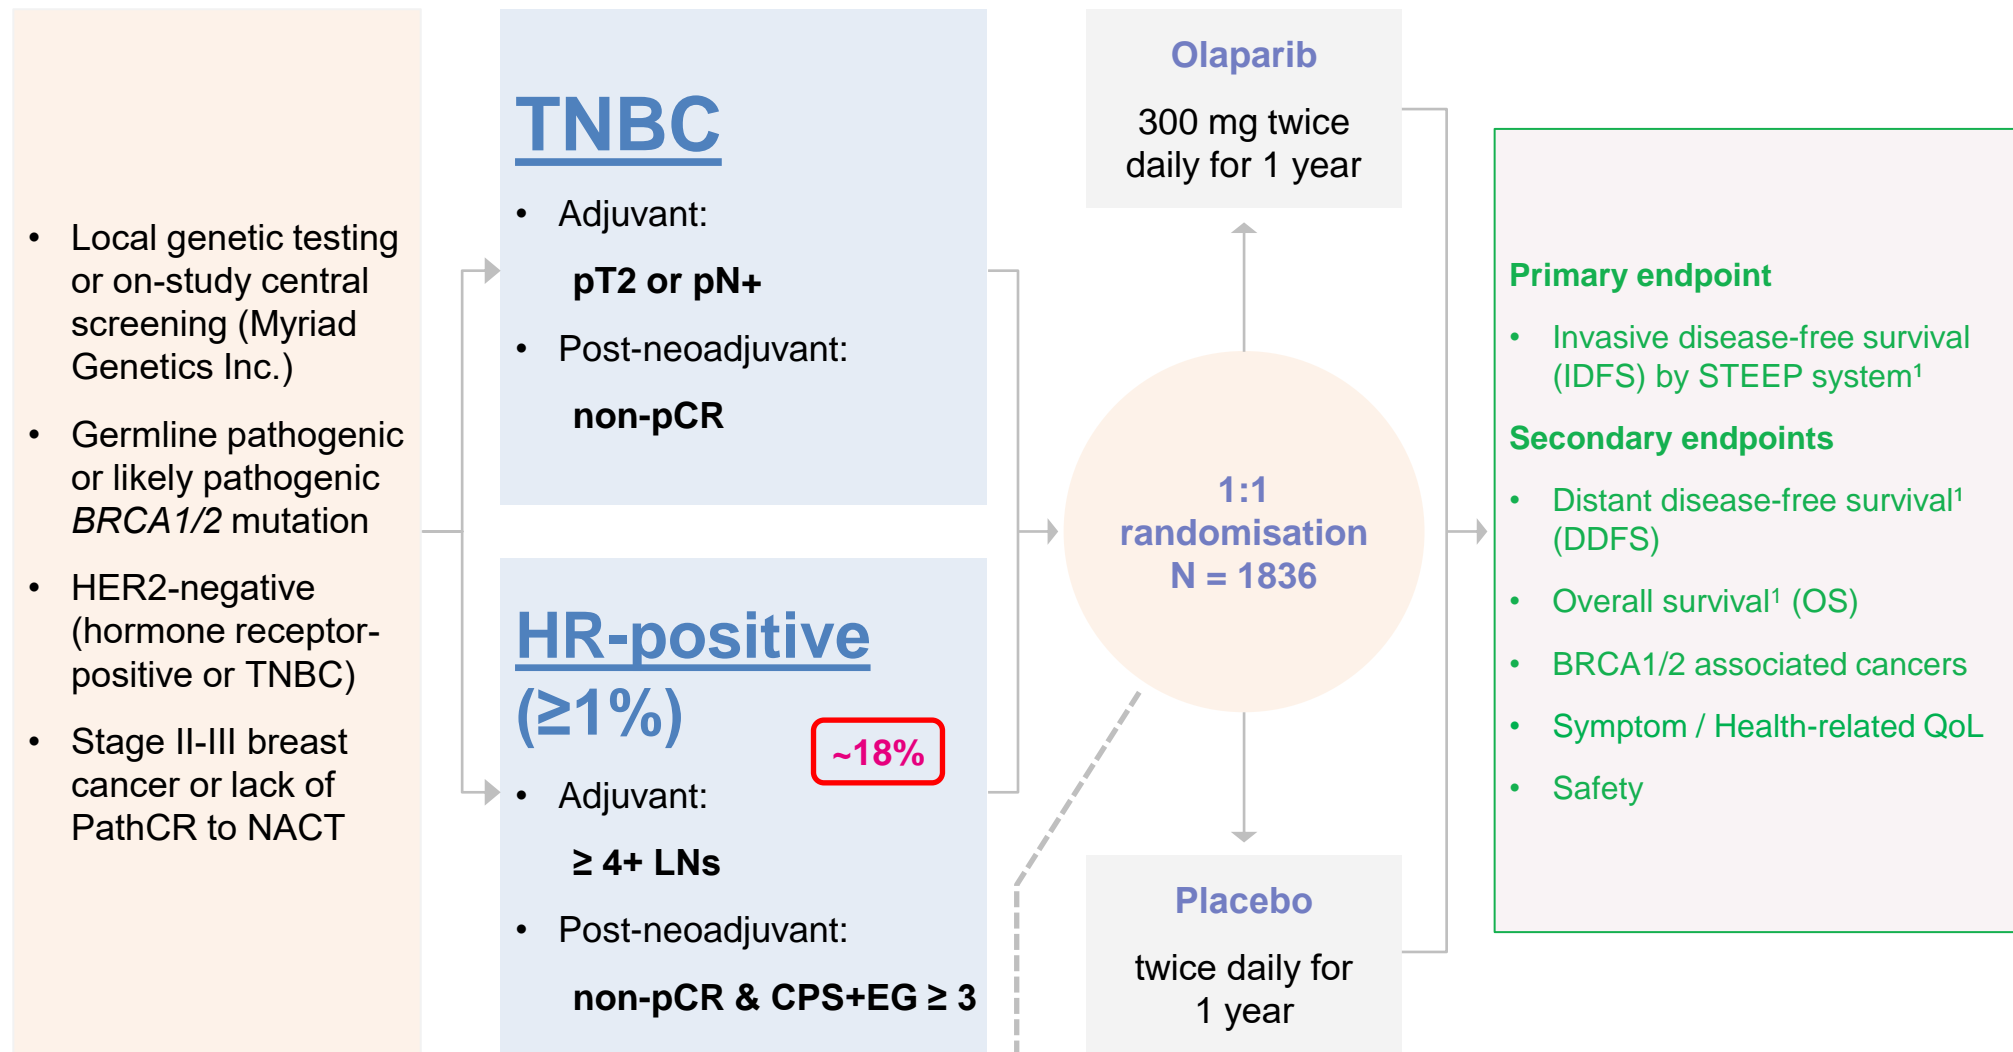 • Local genetic testing
or on-study central
screening (Myriad
Genetics Inc.)
• Germline pathogenic
or likely pathogenic
BRCA1/2 mutation
• HER2-negative
(hormone receptor-
positive or TNBC)
• Stage II-III breast
cancer or lack of
PathCR to NACT
TNBC
• Adjuvant:
pT2 or pN+
• Post-neoadjuvant:
non-pCR
HR-positive
(≥1%)
~18%
• Adjuvant:
≥ 4+ LNs
• Post-neoadjuvant:
non-pCR & CPS+EG ≥ 3
Olaparib
300 mg twice
daily for 1 year
1:1
randomisation
N = 1836
Placebo
twice daily for
1 year
Primary endpoint
• Invasive disease-free survival
(IDFS) by STEEP system¹
Secondary endpoints
• Distant disease-free survival¹
(DDFS)
• Overall survival¹ (OS)
• BRCA1/2 associated cancers
• Symptom / Health-related QoL
• Safety